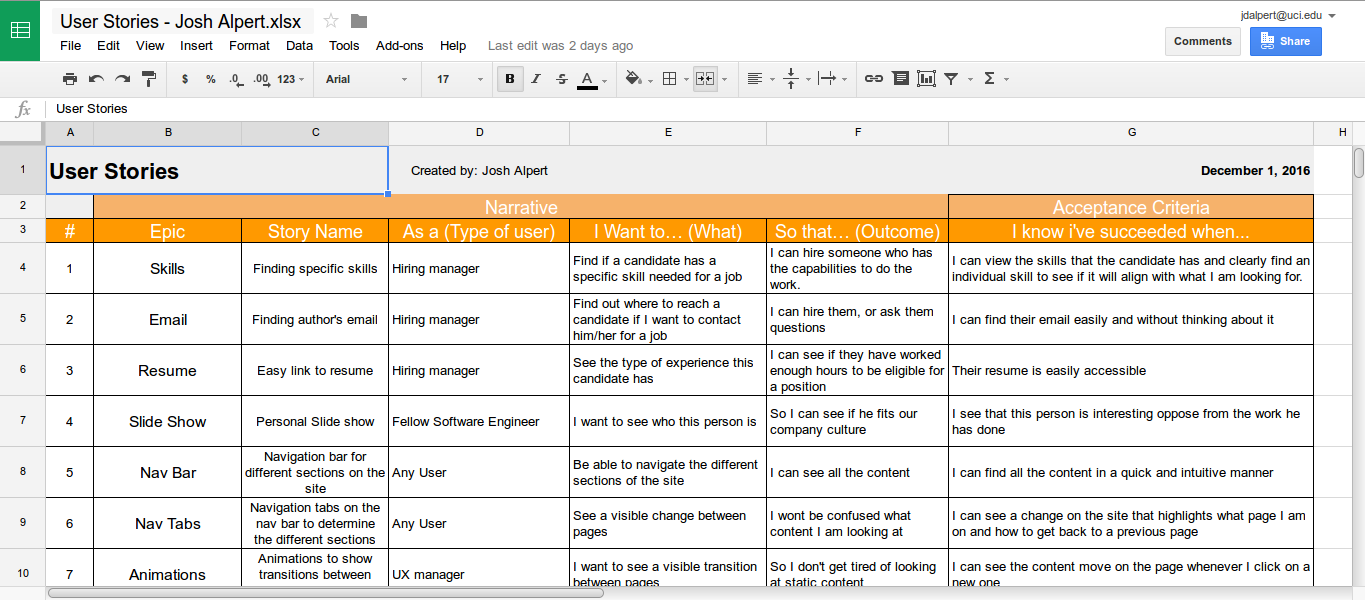 User Stories - Josh Alpert.xlsx
jdalpert@uci.edu
File Edit View Insert Format Data Tools Add-ons Help Last edit was 2 days ago
Comments Share
$ % .0 .00 123 Arial 17 B I S A Σ
fx User Stories
A B C D E F G H
1 User Stories Created by: Josh Alpert December 1, 2016
2 Narrative Acceptance Criteria
3 # Epic Story Name As a (Type of user) I Want to... (What) So that... (Outcome) I know i've succeeded when...
4 1 Skills Finding specific skills Hiring manager
Find if a candidate has a
specific skill needed for a job
I can hire someone who has
the capabilities to do the
work.
I can view the skills that the candidate has and clearly find an
individual skill to see if it will align with what I am looking for.
5 2 Email Finding author's email Hiring manager
Find out where to reach a
candidate if I want to contact
him/her for a job
I can hire them, or ask them
questions
I can find their email easily and without thinking about it
6 3 Resume Easy link to resume Hiring manager
See the type of experience this
candidate has
I can see if they have worked
enough hours to be eligible for
a position
Their resume is easily accessible
7 4 Slide Show Personal Slide show Fellow Software Engineer I want to see who this person is
So I can see if he fits our
company culture
I see that this person is interesting oppose from the work he
has done
8 5 Nav Bar
Navigation bar for
different sections on the
site
Any User
Be able to navigate the different
sections of the site
I can see all the content
I can find all the content in a quick and intuitive manner
9 6 Nav Tabs
Navigation tabs on the
nav bar to determine
the different sections
Any User
See a visible change between
pages
I wont be confused what
content I am looking at
I can see a change on the site that highlights what page I am
on and how to get back to a previous page
10 7 Animations
Animations to show
transitions between
UX manager
I want to see a visible transition
between pages
So I don't get tired of looking
at static content
I can see the content move on the page whenever I click on a
new one